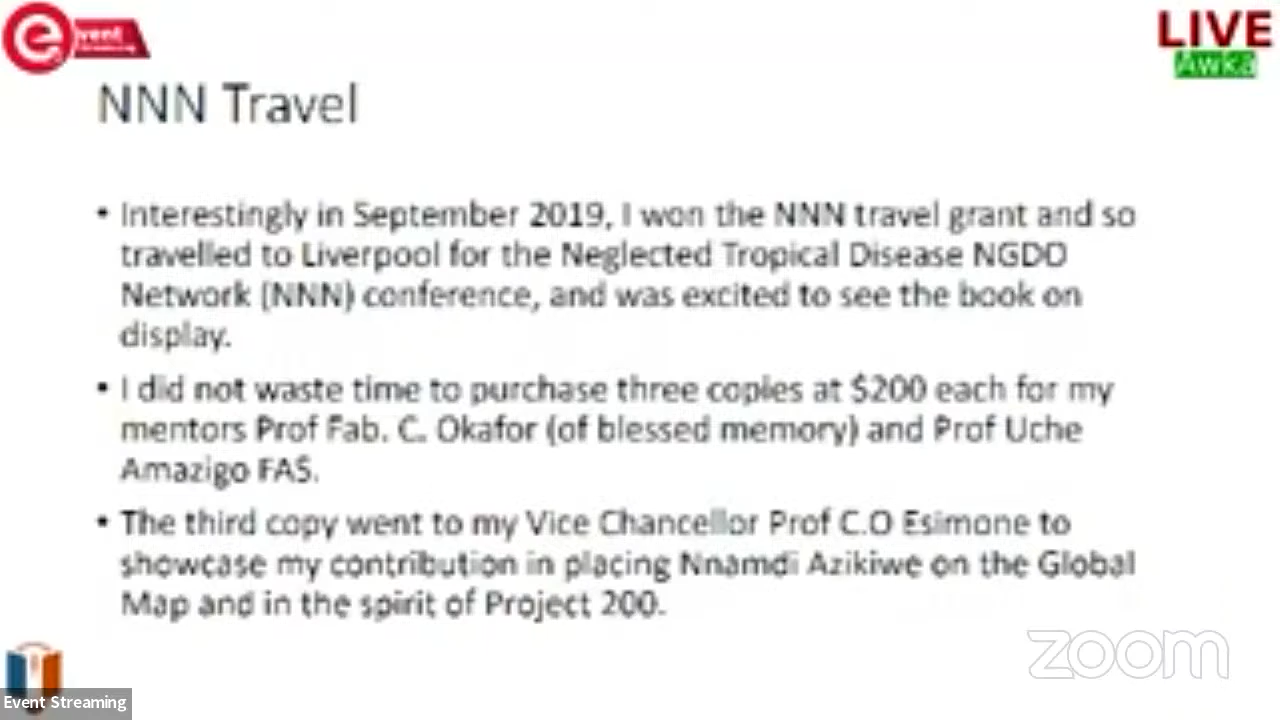 event
LIVE
Awka
NNN Travel
• Interestingly in September 2019, I won the NNN travel grant and so
travelled to Liverpool for the Neglected Tropical Disease NGDO
Network (NNN) conference, and was excited to see the book on
display.
• I did not waste time to purchase three copies at $200 each for my
mentors Prof Fab. C. Okafor (of blessed memory) and Prof Uche
Amazigo FAS.
• The third copy went to my Vice Chancellor Prof C.O Esimone to
showcase my contribution in placing Nnamdi Azikiwe on the Global
Map and in the spirit of Project 200.
zoom
Event Streaming